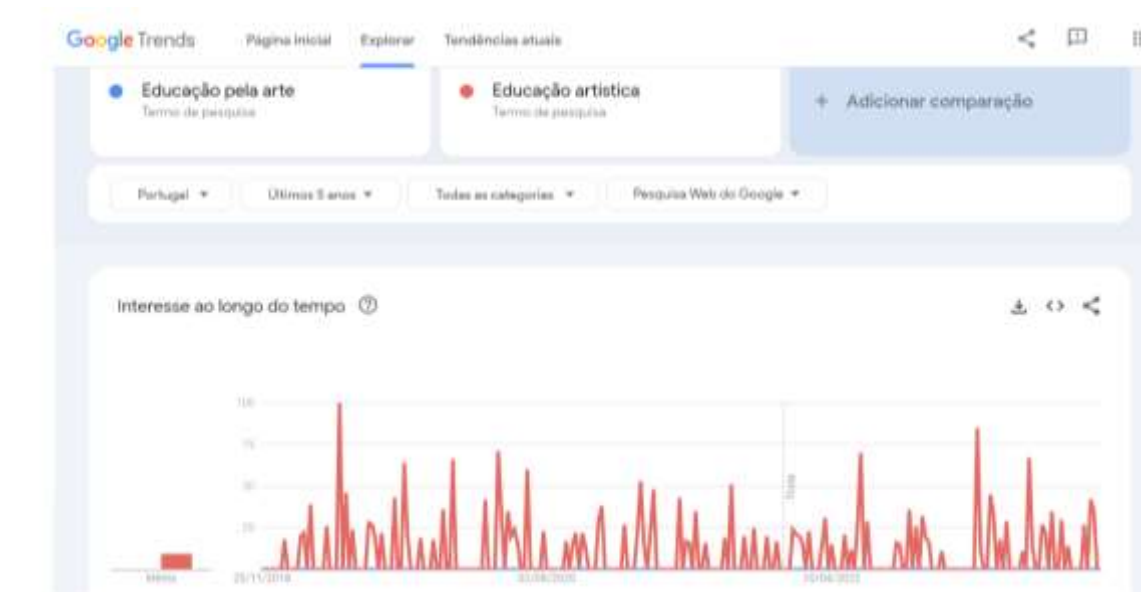 Google Trends Página inicial Explorar Tendências atuais
Educação pela arte
Termo de pesquisa
Educação artistica
Termo de pesquisa
+ Adicionar comparação
Portugal Últimos 5 anos Todas as categorias Pesquisa Web do Google
Interesse ao longo do tempo
100
75
50
25
Média
25/11/2018
Nota